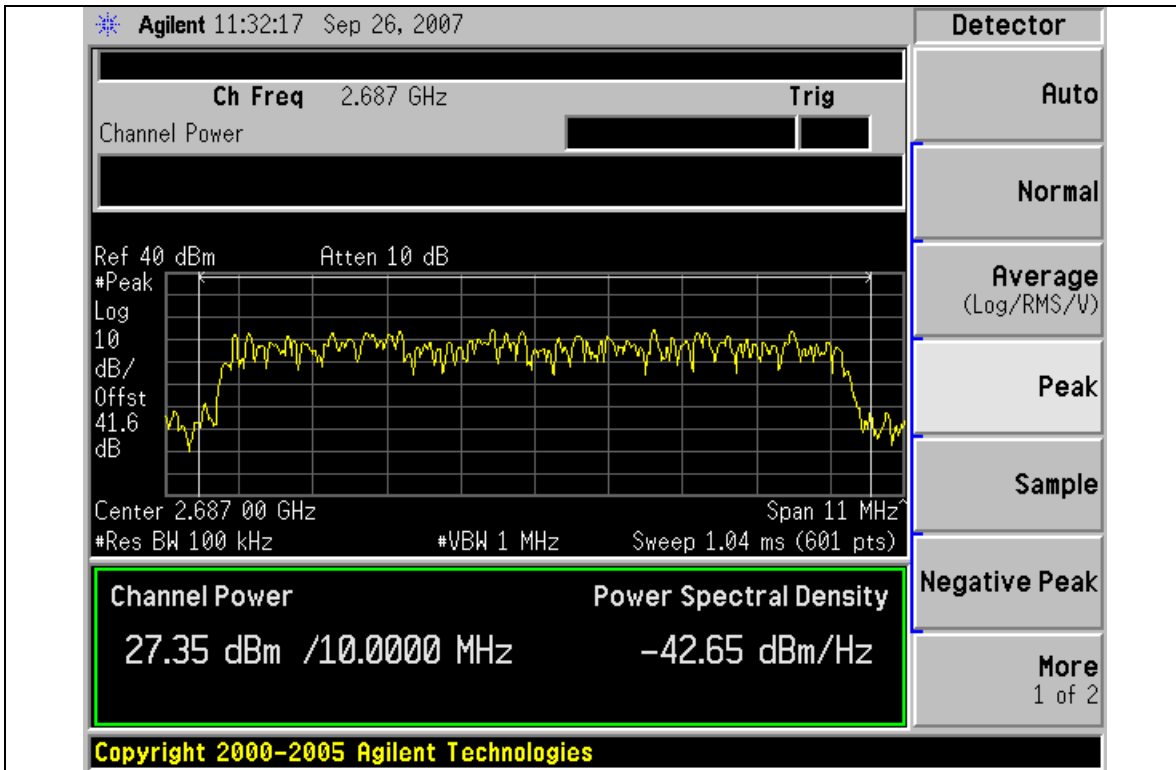 Agilent 11:32:17 Sep 26, 2007
Detector
Ch Freq 2.687 GHz Trig
Channel Power
Auto
Normal
Average
(Log/RMS/V)
Peak
Sample
Negative Peak
More
1 of 2
Ref 40 dBm Atten 10 dB
#Peak
Log
10
dB/
Offst
41.6
dB
Center 2.687 00 GHz Span 11 MHz^
#Res BW 100 kHz #VBW 1 MHz Sweep 1.04 ms (601 pts)
Channel Power Power Spectral Density
27.35 dBm /10.0000 MHz -42.65 dBm/Hz
Copyright 2000-2005 Agilent Technologies